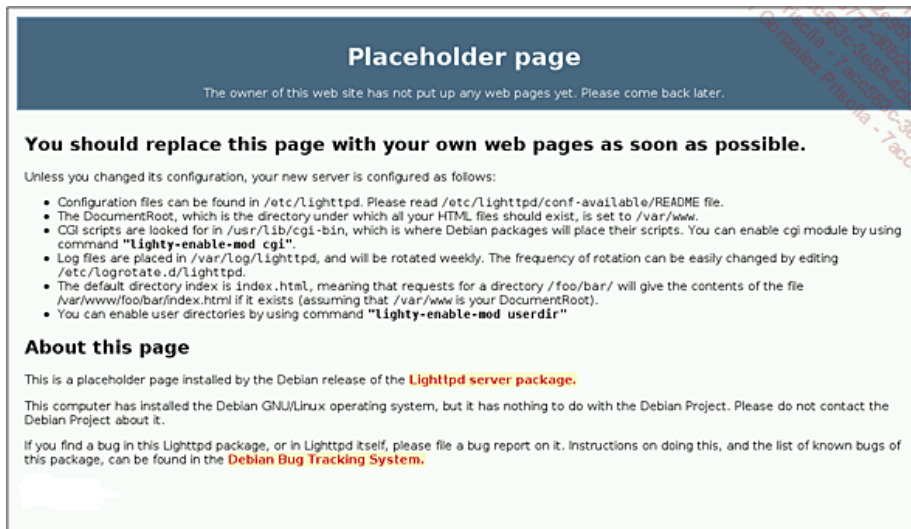 Placeholder page
The owner of this web site has not put up any web pages yet. Please come back later.
You should replace this page with your own web pages as soon as possible.
Unless you changed its configuration, your new server is configured as follows:
• Configuration files can be found in /etc/lighttpd. Please read /etc/lighttpd/conf-available/README file.
• The DocumentRoot, which is the directory under which all your HTML files should exist, is set to /var/www.
• CGI scripts are looked for in /usr/lib/cgi-bin, which is where Debian packages will place their scripts. You can enable cgi module by using
command "lighty-enable-mod cgi".
• Log files are placed in /var/log/lighttpd, and will be rotated weekly. The frequency of rotation can be easily changed by editing
/etc/logrotate.d/lighttpd.
• The default directory index is index.html, meaning that requests for a directory /foo/bar/ will give the contents of the file
/var/www/foo/bar/index.html if it exists (assuming that /var/www is your DocumentRoot).
• You can enable user directories by using command "lighty-enable-mod userdir"
About this page
This is a placeholder page installed by the Debian release of the Lighttpd server package.
This computer has installed the Debian GNU/Linux operating system, but it has nothing to do with the Debian Project. Please do not contact the
Debian Project about it.
If you find a bug in this Lighttpd package, or in Lighttpd itself, please file a bug report on it. Instructions on doing this, and the list of known bugs of
this package, can be found in the Debian Bug Tracking System.